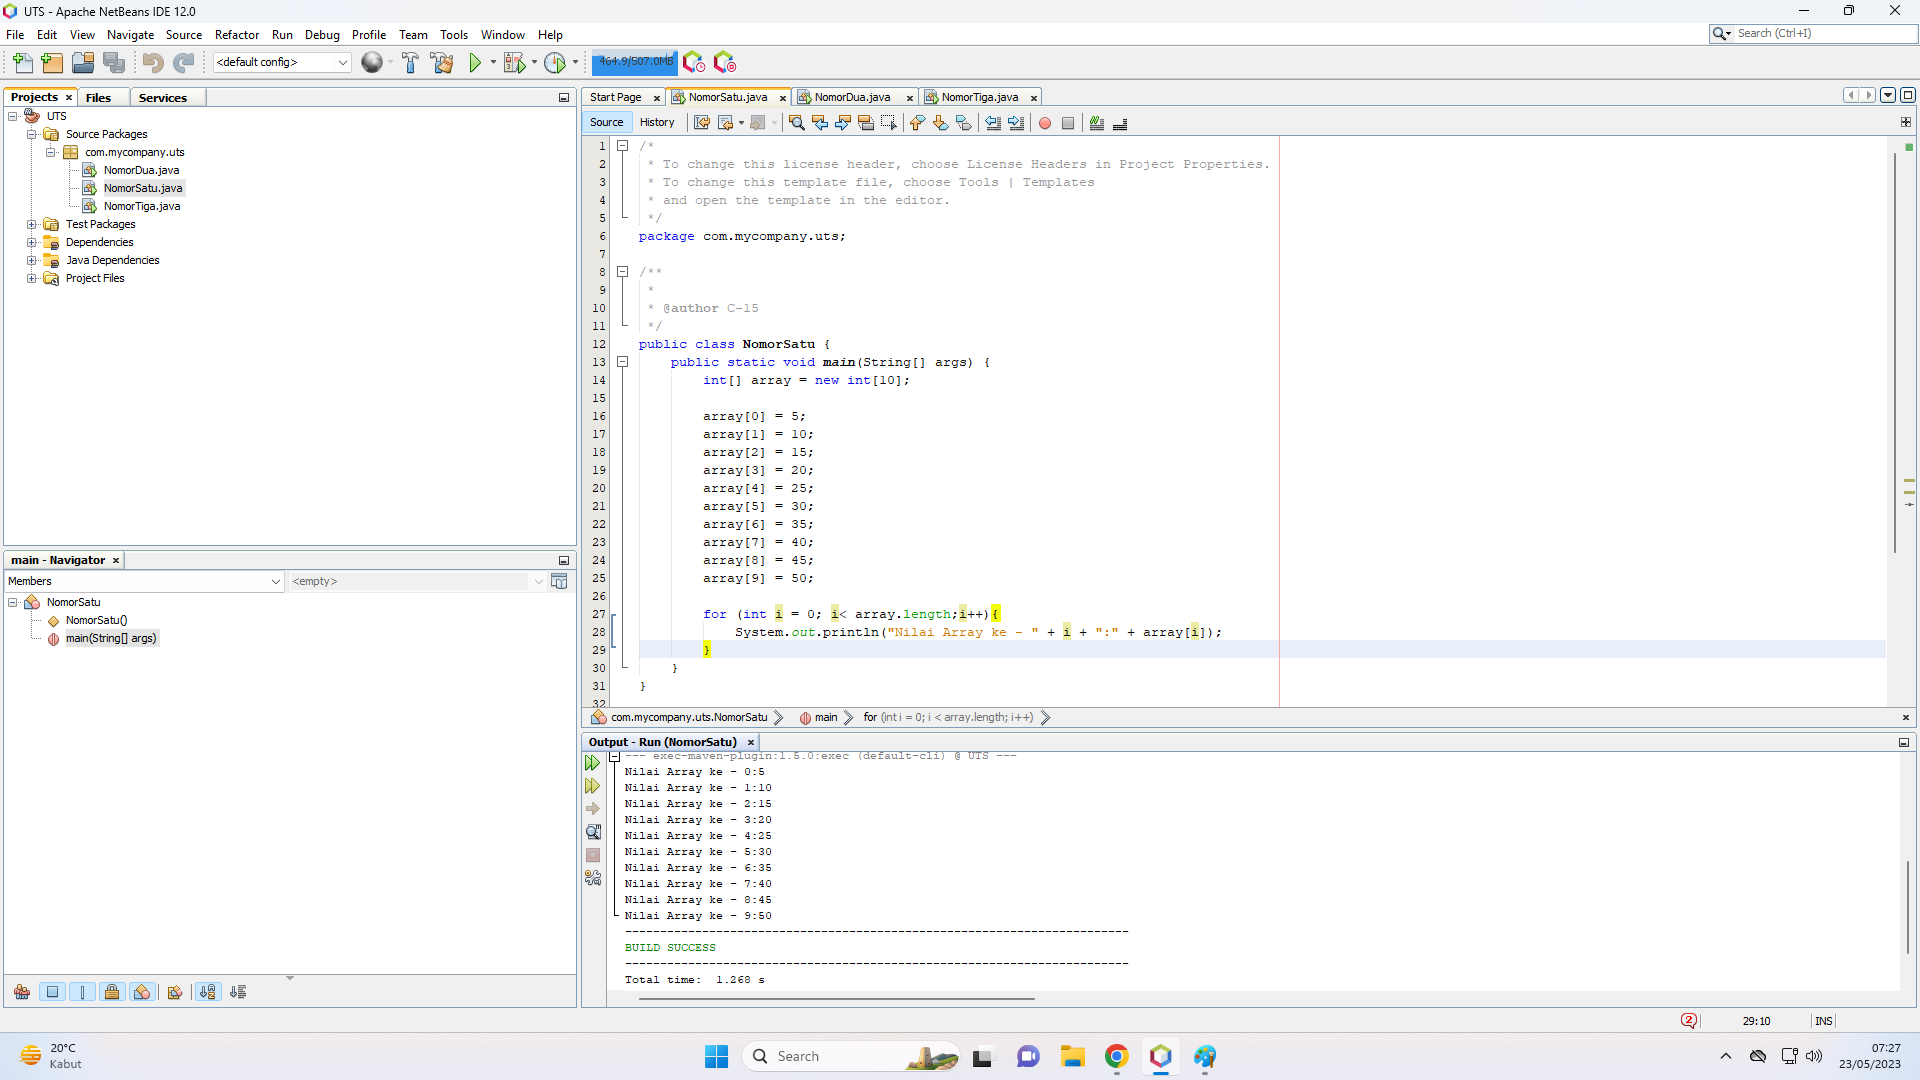 UTS - Apache NetBeans IDE 12.0
File Edit View Navigate Source Refactor Run Debug Profile Team Tools Window Help
Search (Ctrl+I)
<default config>
464.9/507.0MB
Projects Files Services
UTS
Source Packages
com.mycompany.uts
NomorDua.java
NomorSatu.java
NomorTiga.java
Test Packages
Dependencies
Java Dependencies
Project Files
main - Navigator
Members
<empty>
NomorSatu
NomorSatu()
main(String[] args)
Start Page NomorSatu.java NomorDua.java NomorTiga.java
Source History
1 /*
2 * To change this license header, choose License Headers in Project Properties.
3 * To change this template file, choose Tools | Templates
4 * and open the template in the editor.
5 */
6 package com.mycompany.uts;
7
8 /**
9 *
10 * @author C-15
11 */
12 public class NomorSatu {
13 public static void main(String[] args) {
14 int[] array = new int[10];
15
16 array[0] = 5;
17 array[1] = 10;
18 array[2] = 15;
19 array[3] = 20;
20 array[4] = 25;
21 array[5] = 30;
22 array[6] = 35;
23 array[7] = 40;
24 array[8] = 45;
25 array[9] = 50;
26
27 for (int i = 0; i< array.length;i++){
28 System.out.println("Nilai Array ke - " + i + ":" + array[i]);
29 }
30 }
31 }
32
com.mycompany.uts.NomorSatu main for (int i = 0; i < array.length; i++)
Output - Run (NomorSatu)
--- exec-maven-plugin:1.5.0:exec (default-cli) @ UTS ---
Nilai Array ke - 0:5
Nilai Array ke - 1:10
Nilai Array ke - 2:15
Nilai Array ke - 3:20
Nilai Array ke - 4:25
Nilai Array ke - 5:30
Nilai Array ke - 6:35
Nilai Array ke - 7:40
Nilai Array ke - 8:45
Nilai Array ke - 9:50
------------------------------------------------------------------------
BUILD SUCCESS
------------------------------------------------------------------------
Total time: 1.268 s
2 29:10 INS
20°C
Kabut
Search
07:27
23/05/2023